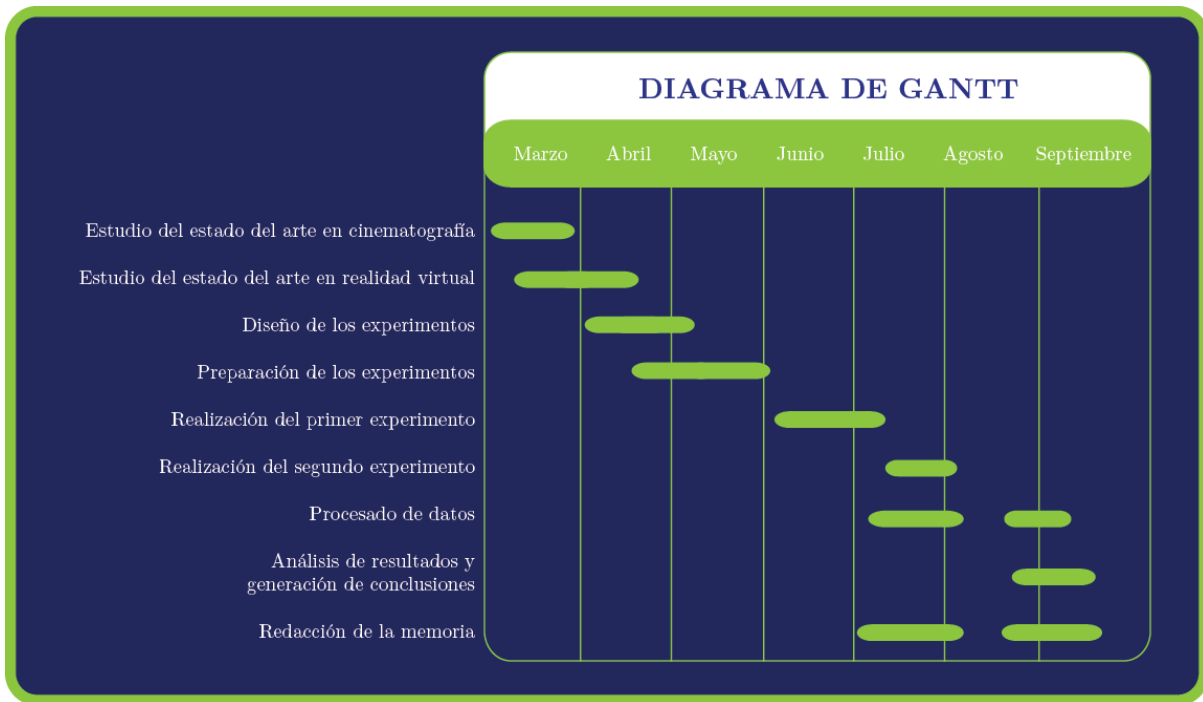 DIAGRAMA DE GANTT
Marzo Abril Mayo Junio Julio Agosto Septiembre
Estudio del estado del arte en cinematografía
Estudio del estado del arte en realidad virtual
Diseño de los experimentos
Preparación de los experimentos
Realización del primer experimento
Realización del segundo experimento
Procesado de datos
Análisis de resultados y
generación de conclusiones
Redacción de la memoria